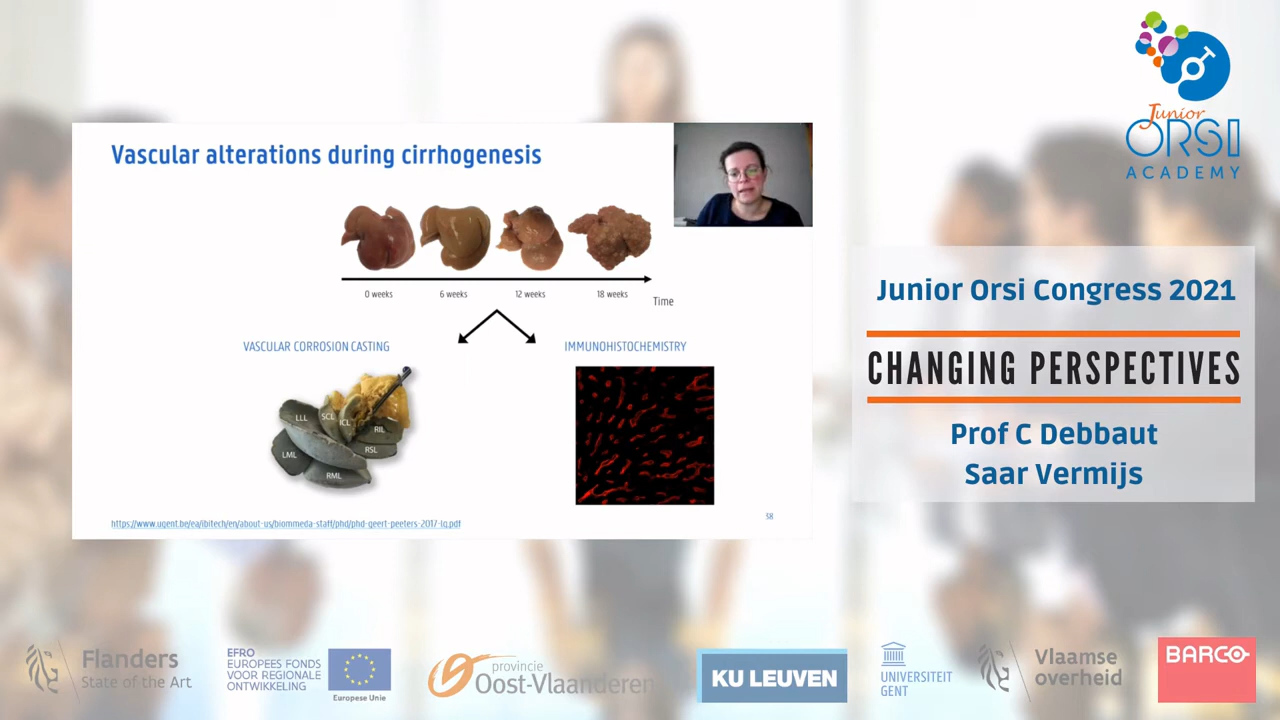 Vascular alterations during cirrhogenesis
0 weeks
6 weeks
12 weeks
18 weeks
Time
VASCULAR CORROSION CASTING
IMMUNOHISTOCHEMISTRY
LLL
SCL
ICL
RIL
RSL
LML
RML
https://www.ugent.be/ea/ibitech/en/about-us/biommeda-staff/phd/phd-geert-peeters-2017-lq.pdf
38
Junior
ORSI
ACADEMY
Junior Orsi Congress 2021
CHANGING PERSPECTIVES
Prof C Debbaut
Saar Vermijs
Flanders
State of the Art
EFRO
EUROPEES FONDS
VOOR REGIONALE
ONTWIKKELING
Europese Unie
provincie
Oost-Vlaanderen
KU LEUVEN
UNIVERSITEIT
GENT
Vlaamse
overheid
BARCO